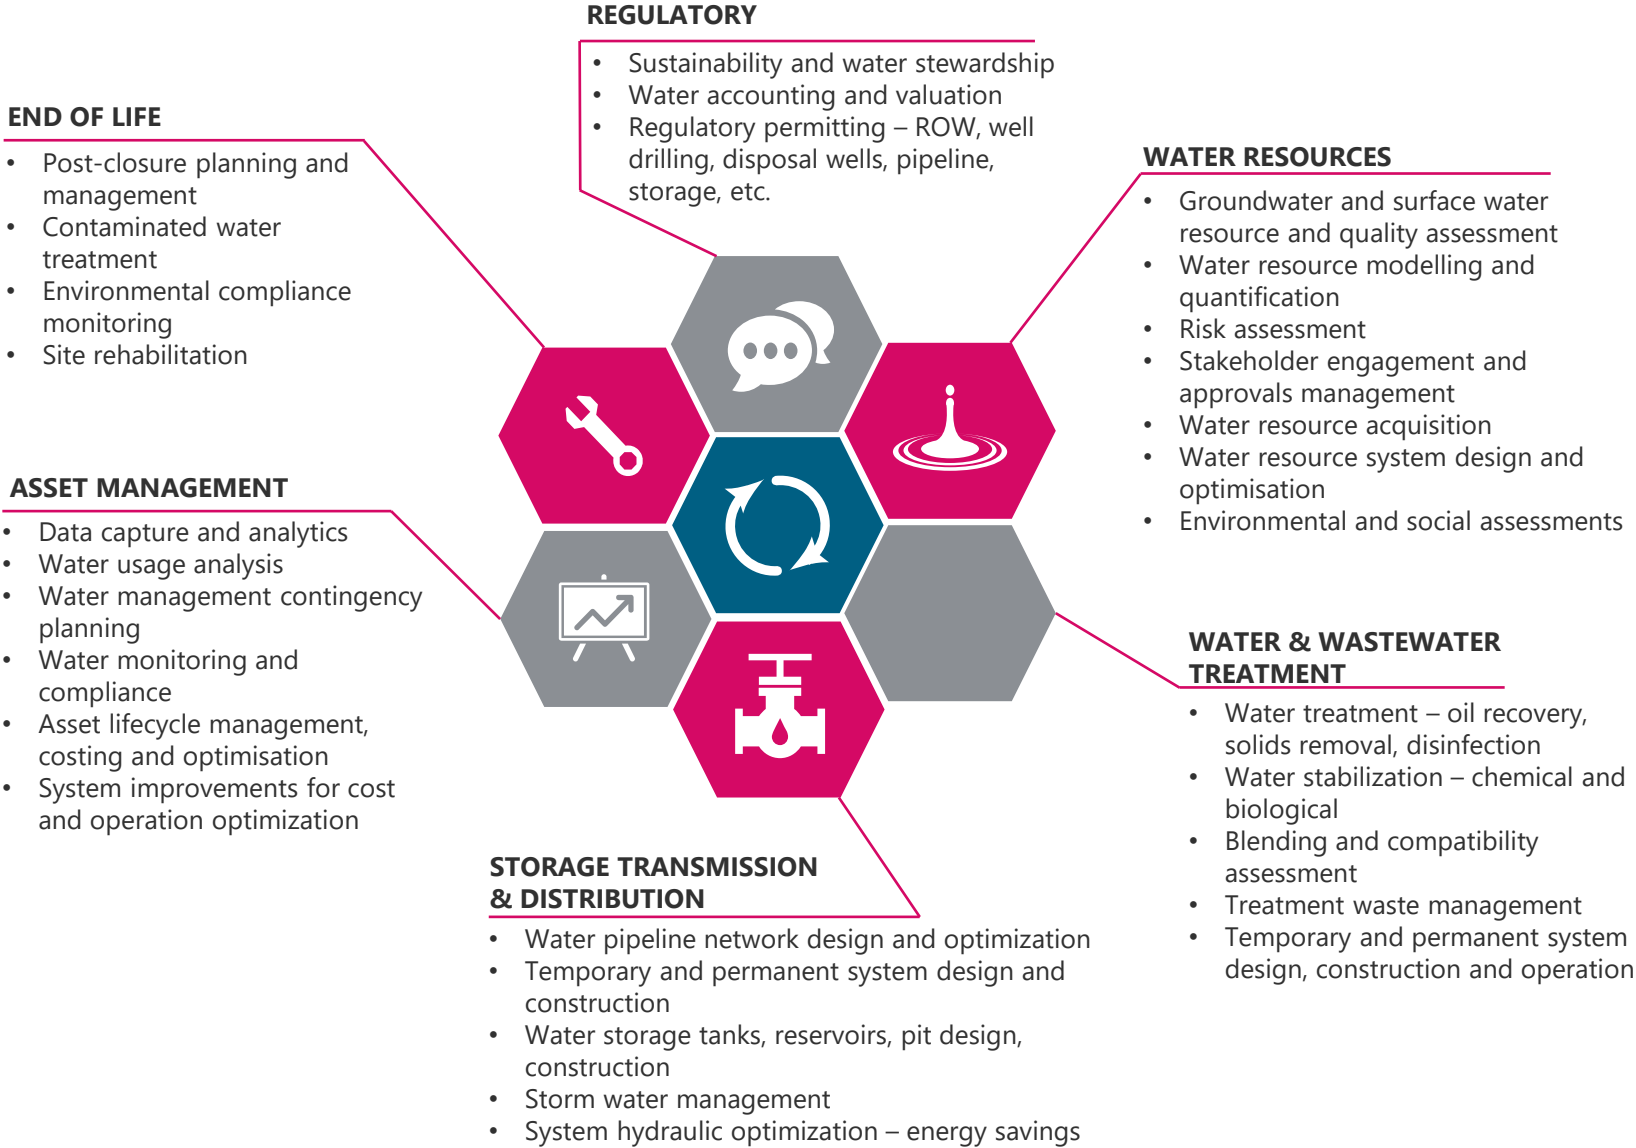 REGULATORY
• Sustainability and water stewardship
• Water accounting and valuation
• Regulatory permitting – ROW, well
drilling, disposal wells, pipeline,
storage, etc.
END OF LIFE
• Post-closure planning and
management
• Contaminated water
treatment
• Environmental compliance
monitoring
• Site rehabilitation
WATER RESOURCES
• Groundwater and surface water
resource and quality assessment
• Water resource modelling and
quantification
• Risk assessment
• Stakeholder engagement and
approvals management
• Water resource acquisition
• Water resource system design and
optimisation
• Environmental and social assessments
ASSET MANAGEMENT
• Data capture and analytics
• Water usage analysis
• Water management contingency
planning
• Water monitoring and
compliance
• Asset lifecycle management,
costing and optimisation
• System improvements for cost
and operation optimization
WATER & WASTEWATER
TREATMENT
• Water treatment – oil recovery,
solids removal, disinfection
• Water stabilization – chemical and
biological
• Blending and compatibility
assessment
• Treatment waste management
• Temporary and permanent system
design, construction and operation
STORAGE TRANSMISSION
& DISTRIBUTION
• Water pipeline network design and optimization
• Temporary and permanent system design and
construction
• Water storage tanks, reservoirs, pit design,
construction
• Storm water management
• System hydraulic optimization – energy savings